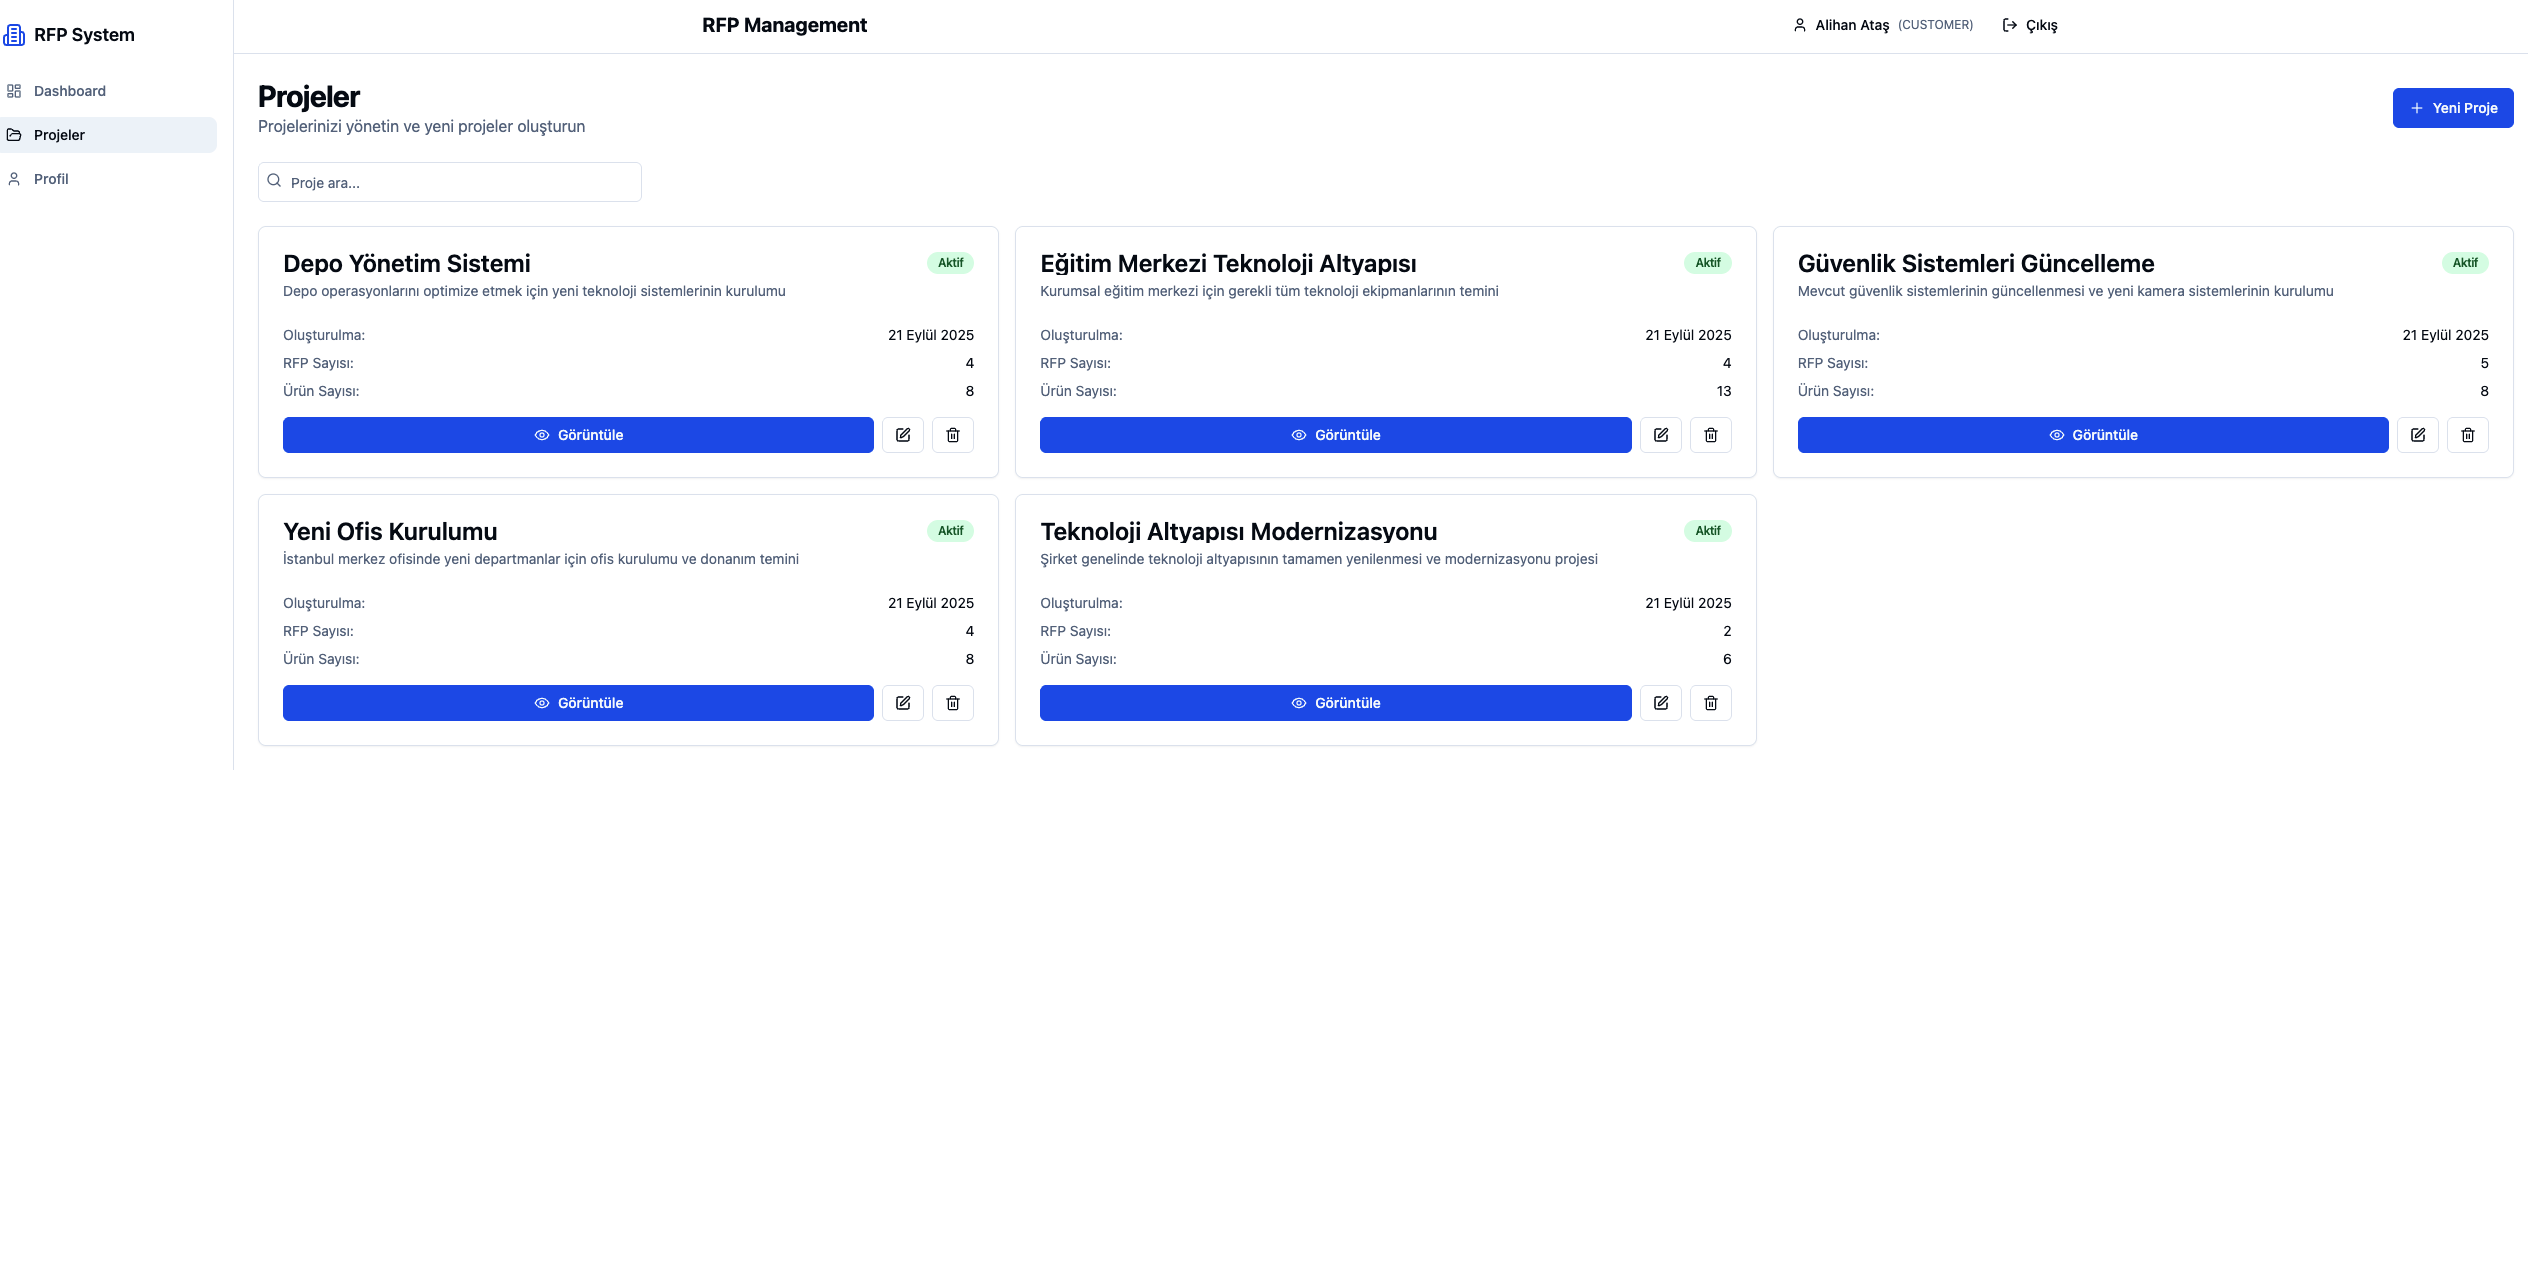 RFP System
Dashboard
Projeler
Profil
RFP Management
Alihan Ataş (CUSTOMER)
Çıkış
Projeler
Projelerinizi yönetin ve yeni projeler oluşturun
Yeni Proje
Proje ara...
Depo Yönetim Sistemi
Aktif
Depo operasyonlarını optimize etmek için yeni teknoloji sistemlerinin kurulumu
Oluşturulma: 21 Eylül 2025
RFP Sayısı: 4
Ürün Sayısı: 8
Görüntüle
Eğitim Merkezi Teknoloji Altyapısı
Aktif
Kurumsal eğitim merkezi için gerekli tüm teknoloji ekipmanlarının temini
Oluşturulma: 21 Eylül 2025
RFP Sayısı: 4
Ürün Sayısı: 13
Görüntüle
Güvenlik Sistemleri Güncelleme
Aktif
Mevcut güvenlik sistemlerinin güncellenmesi ve yeni kamera sistemlerinin kurulumu
Oluşturulma: 21 Eylül 2025
RFP Sayısı: 5
Ürün Sayısı: 8
Görüntüle
Yeni Ofis Kurulumu
Aktif
İstanbul merkez ofisinde yeni departmanlar için ofis kurulumu ve donanım temini
Oluşturulma: 21 Eylül 2025
RFP Sayısı: 4
Ürün Sayısı: 8
Görüntüle
Teknoloji Altyapısı Modernizasyonu
Aktif
Şirket genelinde teknoloji altyapısının tamamen yenilenmesi ve modernizasyonu projesi
Oluşturulma: 21 Eylül 2025
RFP Sayısı: 2
Ürün Sayısı: 6
Görüntüle